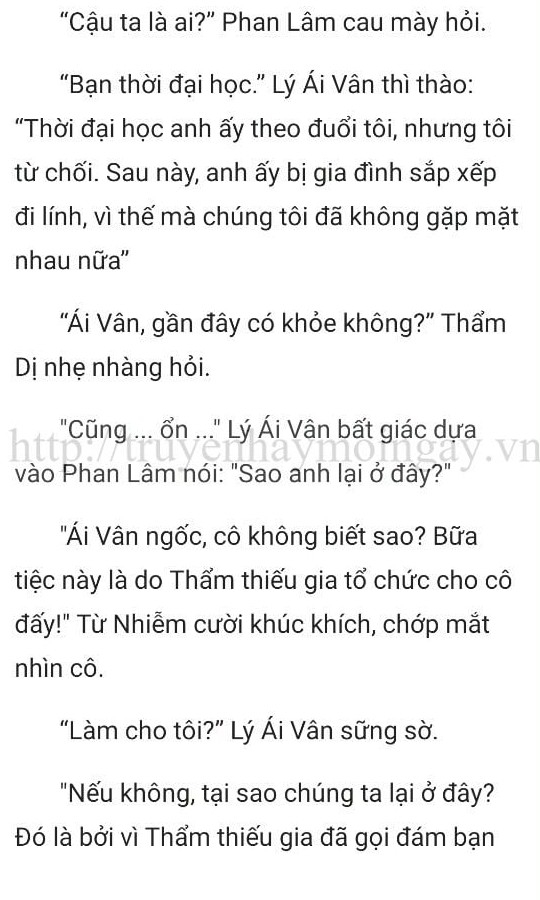 “Cậu ta là ai?” Phan Lâm cau mày hỏi.
“Bạn thời đại học.” Lý Ái Vân thì thào:
“Thời đại học anh ấy theo đuổi tôi, nhưng tôi
từ chối. Sau này, anh ấy bị gia đình sắp xếp
đi lính, vì thế mà chúng tôi đã không gặp mặt
nhau nữa”
“Ái Vân, gần đây có khỏe không?” Thẩm
Dị nhẹ nhàng hỏi.
"Cũng ... ổn ..." Lý Ái Vân bất giác dựa
http://truyenhaymoingay.vn
vào Phan Lâm nói: "Sao anh lại ở đây?"
"Ái Vân ngốc, cô không biết sao? Bữa
tiệc này là do Thẩm thiếu gia tổ chức cho cô
đấy!" Từ Nhiễm cười khúc khích, chớp mắt
nhìn cô.
“Làm cho tôi?” Lý Ái Vân sững sờ.
"Nếu không, tại sao chúng ta lại ở đây?
Đó là bởi vì Thẩm thiếu gia đã gọi đám bạn